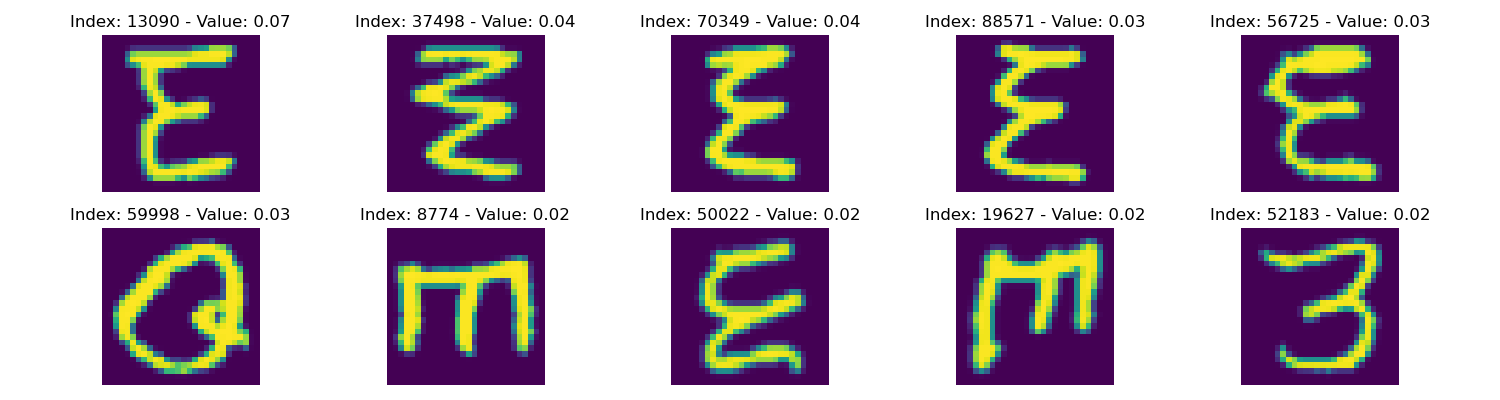 Index: 13090 - Value: 0.07 Index: 37498 - Value: 0.04 Index: 70349 - Value: 0.04 Index: 88571 - Value: 0.03 Index: 56725 - Value: 0.03
E E E E
Index: 59998 - Value: 0.03 Index: 8774 - Value: 0.02 Index: 50022 - Value: 0.02 Index: 19627 - Value: 0.02 Index: 52183 - Value: 0.02
Q m E m 3